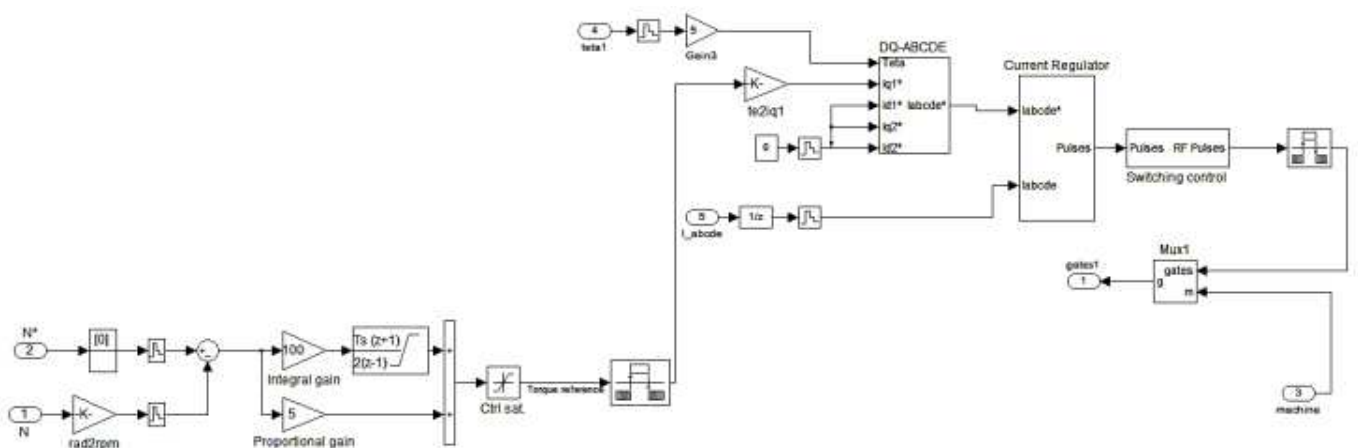 4
teta1
5
Gain3
DQ-ABCDE
Teta
Iq1*
Id1*
Iabcde*
Iq2*
Id2*
K-
te2iq1
0
Current Regulator
Iabcde*
Pulses
Iabcde
Pulses RF Pulses
Switching control
5
I_abcde
1/z
Mux1
gates
g
m
gates1
1
3
machine
N*
2
[0]
100
Integral gain
Ts (z+1)
2(z-1)
Ctrl sat.
Torque reference
1
N
K-
rad2rpm
5
Proportional gain